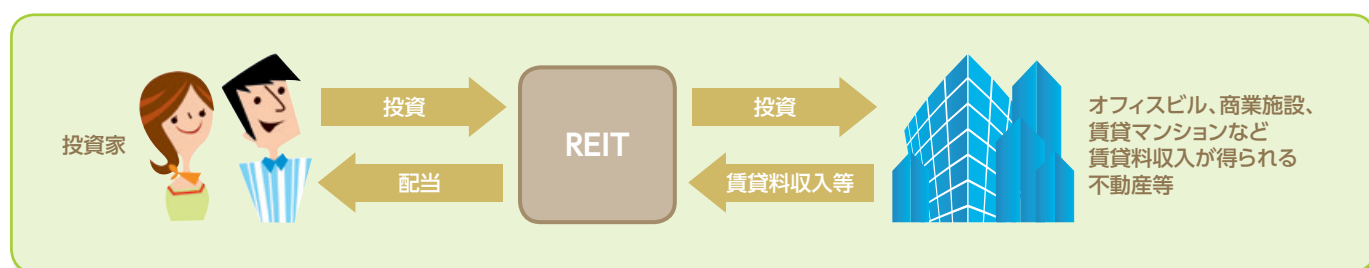 投資家
投資
配当
REIT
投資
賃貸料収入等
オフィスビル、商業施設、
賃貸マンションなど
賃貸料収入が得られる
不動産等